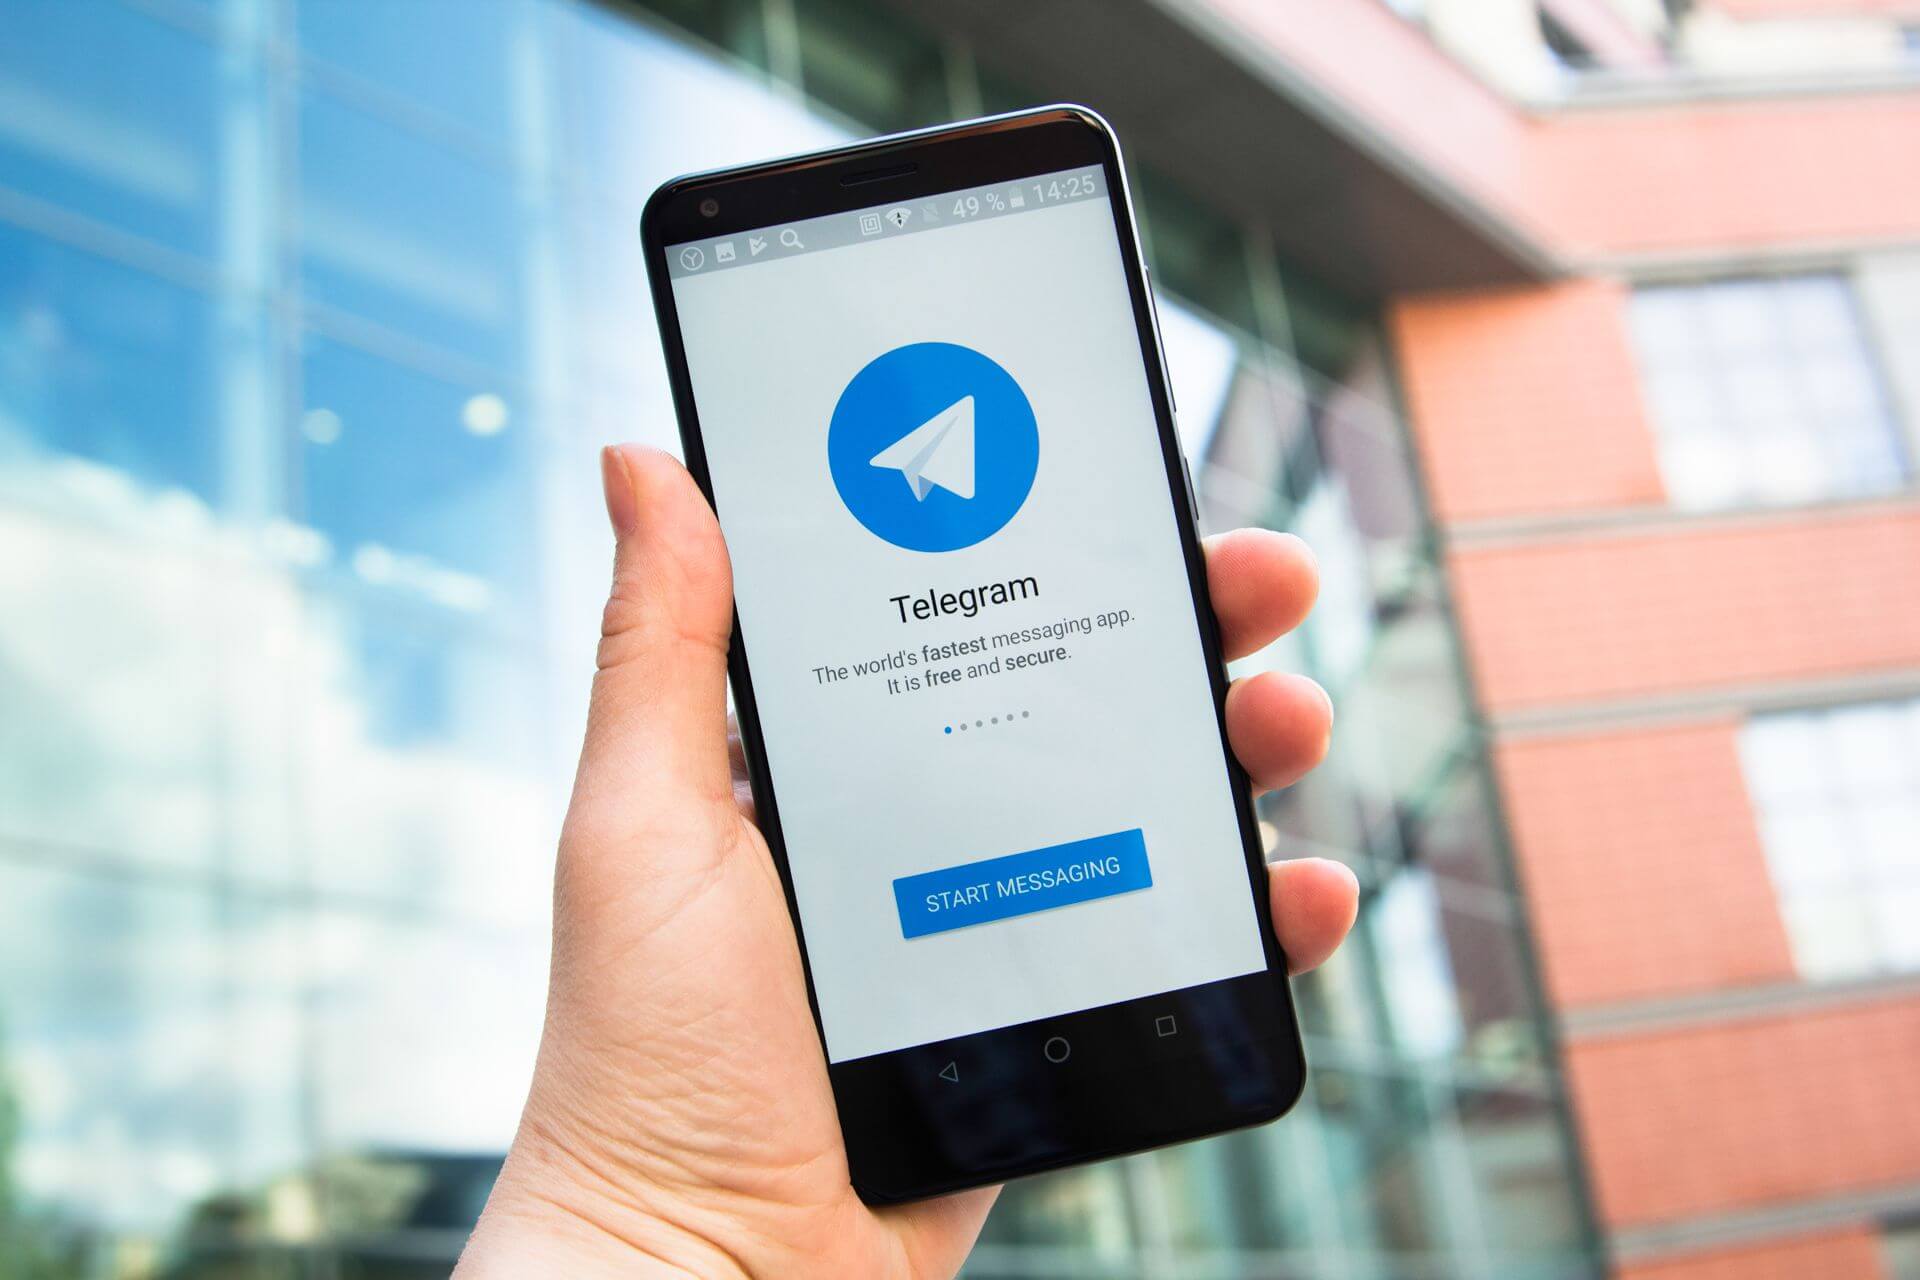 49 % 14:25
Telegram
The world's fastest messaging app.
It is free and secure.
START MESSAGING